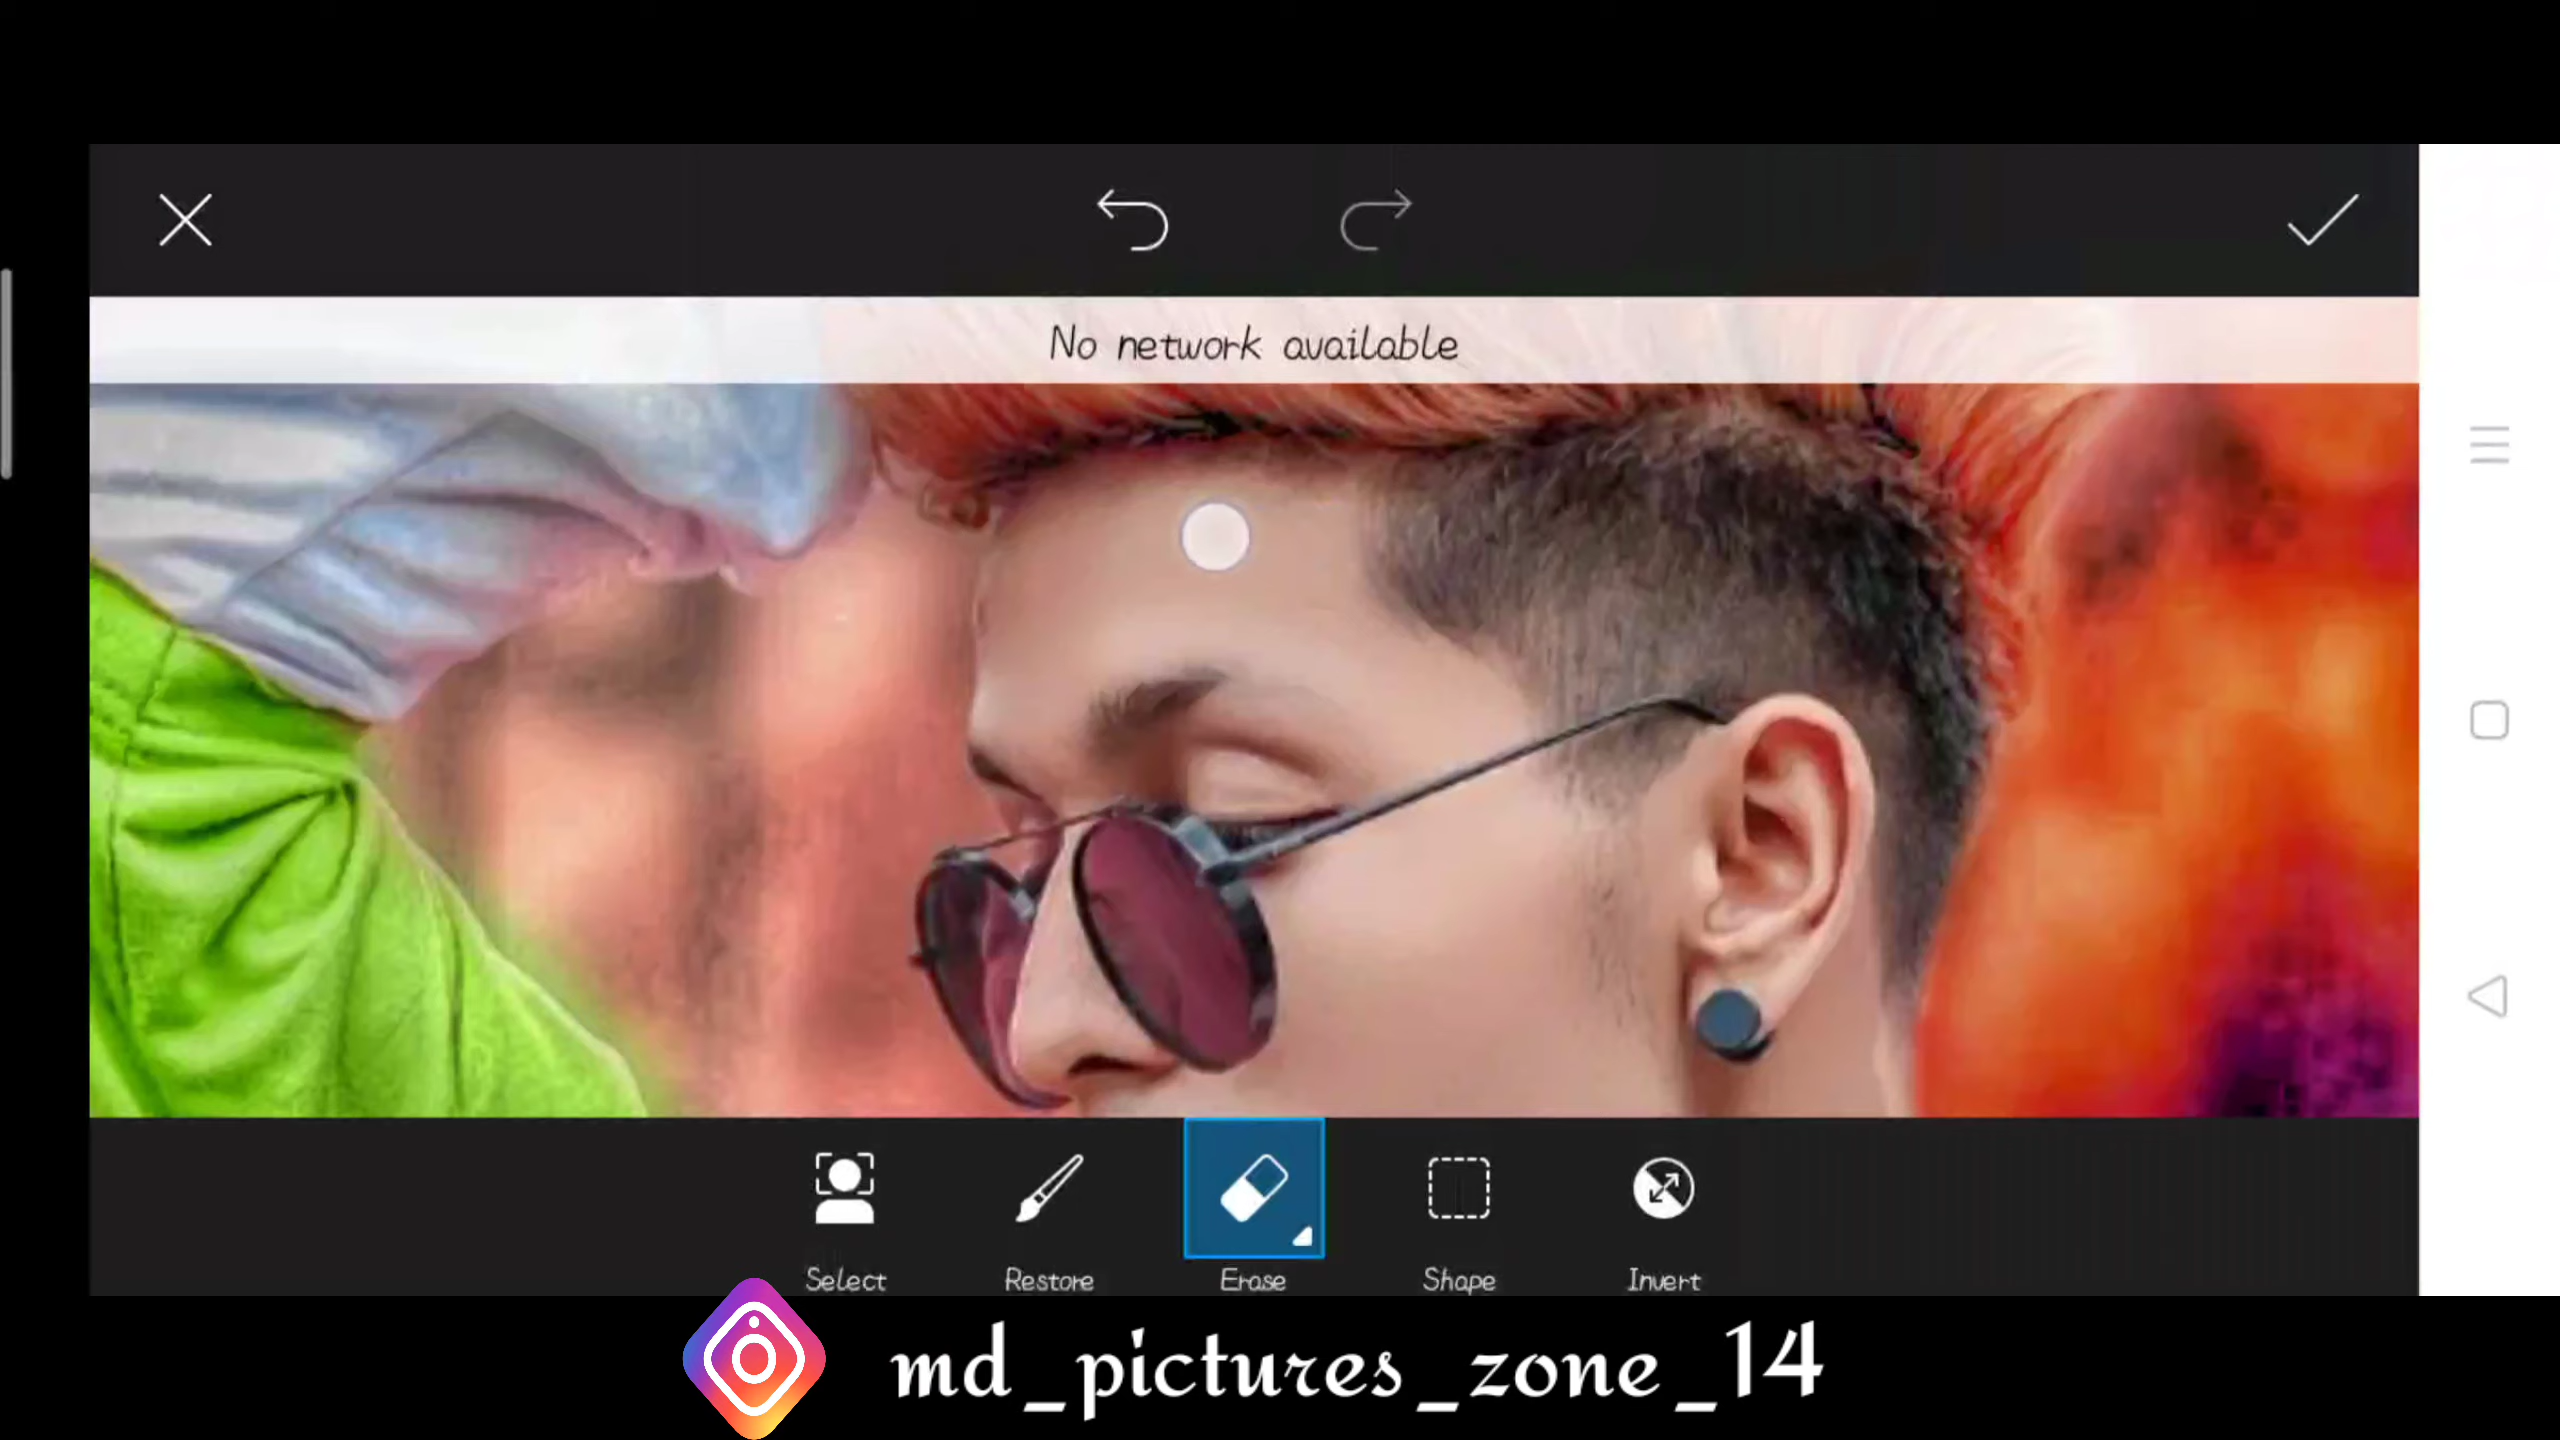 No network available
Select Restore Erase Shape Invert
md_pictures_zone_14